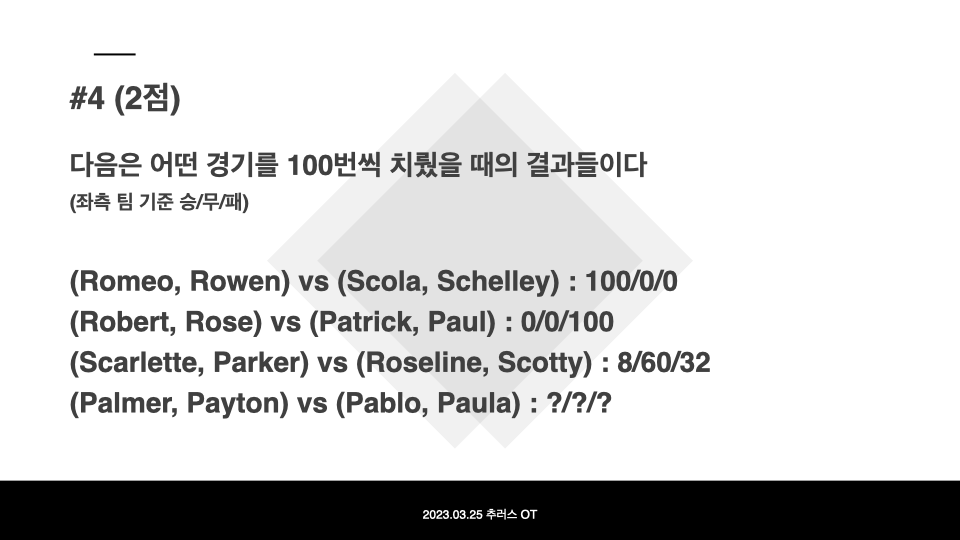 #4 (2점)
다음은 어떤 경기를 100번씩 치뤘을 때의 결과들이다
(좌측 팀 기준 승/무/패)
(Romeo, Rowen) vs (Scola, Schelley) : 100/0/0
(Robert, Rose) vs (Patrick, Paul) : 0/0/100
(Scarlette, Parker) vs (Roseline, Scotty) : 8/60/32
(Palmer, Payton) vs (Pablo, Paula) : ?/?/?
2023.03.25 추러스 OT